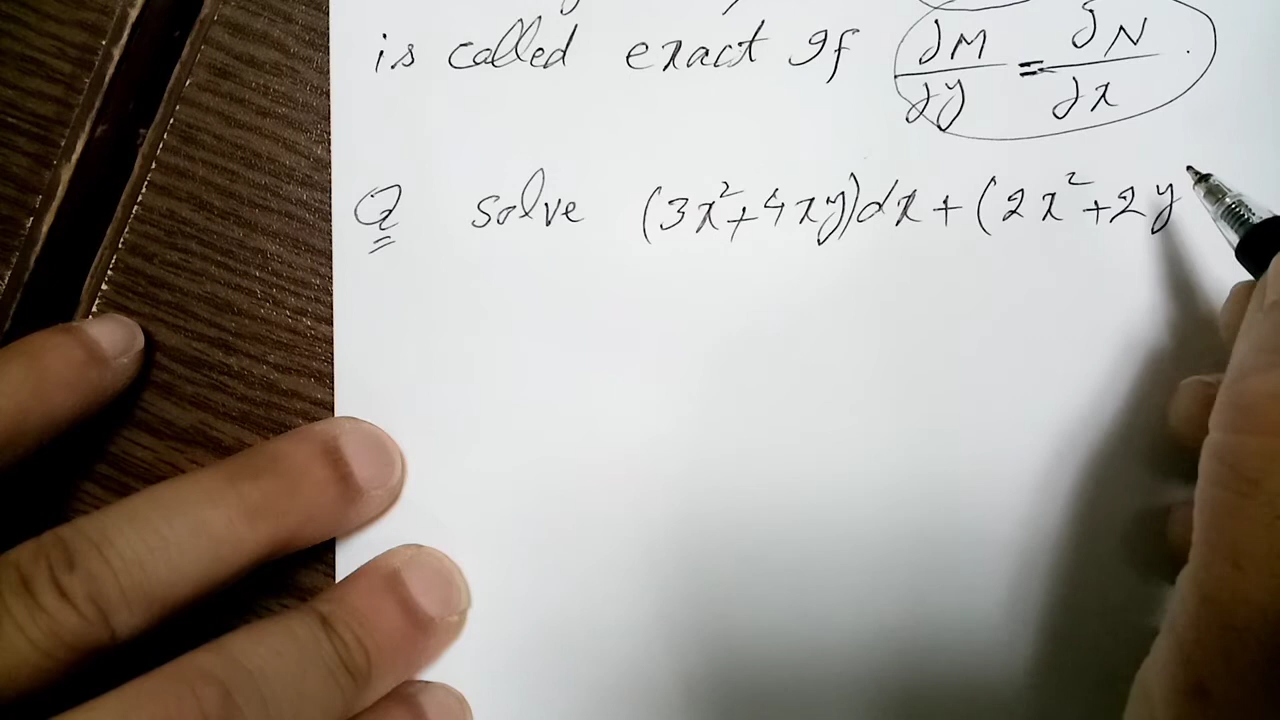 is called exact If ∂M/∂y = ∂N/∂x .
Q solve (3x²+4xy)dx + (2x²+2y